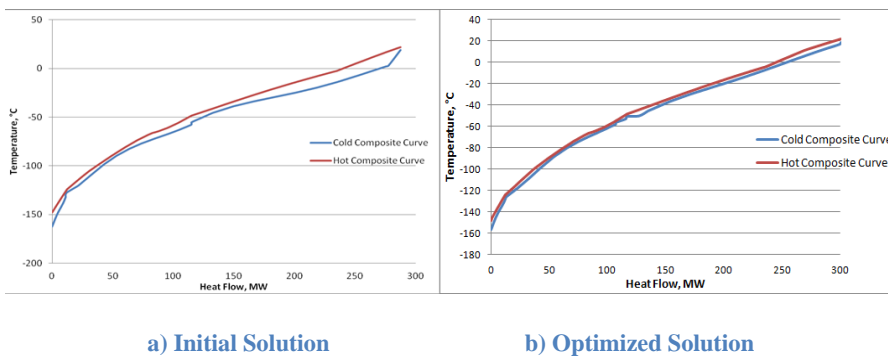 50
0
-50
-100
-150
-200
Temperature, °C
0 50 100 150 200 250 300
Heat Flow, MW
Cold Composite Curve
Hot Composite Curve
40
20
0
-20
-40
-60
-80
-100
-120
-140
-160
-180
Temperature, °C
0 50 100 150 200 250 300
Heat Flow, MW
Cold Composite Curve
Hot Composite Curve
a) Initial Solution
b) Optimized Solution